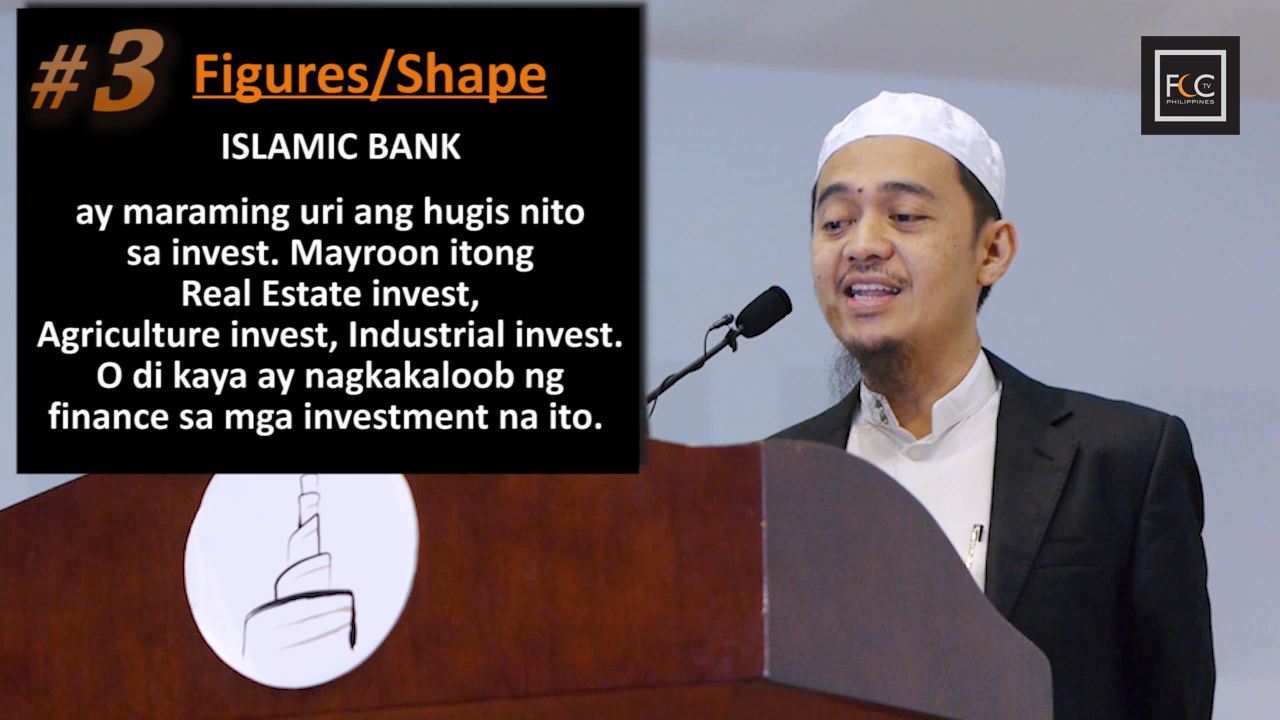 #3 Figures/Shape
ISLAMIC BANK
ay maraming uri ang hugis nito
sa invest. Mayroon itong
Real Estate invest,
Agriculture invest, Industrial invest.
O di kaya ay nagkakaloob ng
finance sa mga investment na ito.
FCC
TV
PHILIPPINES